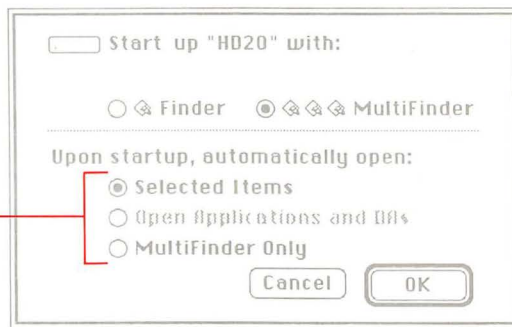 Start up "HD20" with:
Finder MultiFinder
Upon startup, automatically open:
Selected Items
Open Applications and DAs
MultiFinder Only
Cancel OK